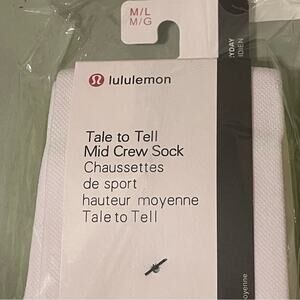 M/L
M/G
lululemon
Tale to Tell
Mid Crew Sock
Chaussettes
de sport
hauteur moyenne
Tale to Tell